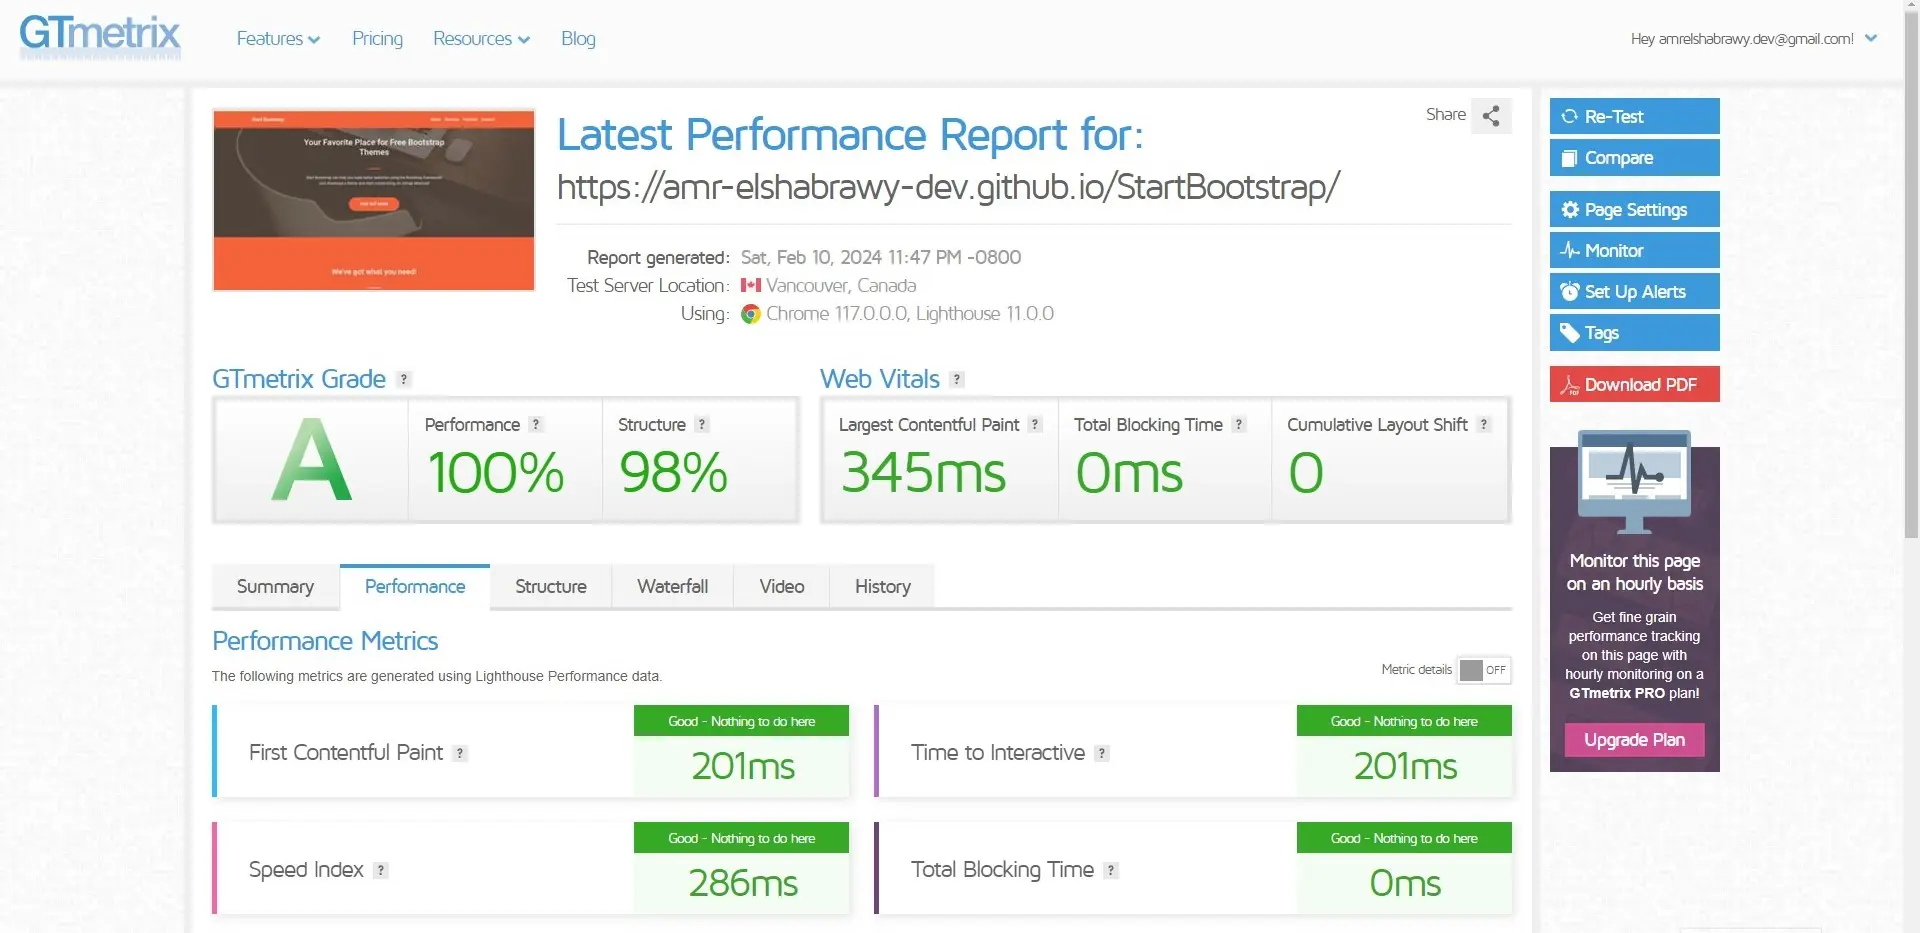 GTmetrix
Features
Pricing
Resources
Blog
Hey amrelshabrawy.dev@gmail.com!
Start Bootstrap
Your Favorite Place for Free Bootstrap
Themes
We've got what you need!
Latest Performance Report for:
https://amr-elshabrawy-dev.github.io/StartBootstrap/
Share
Report generated: Sat, Feb 10, 2024 11:47 PM -0800
Test Server Location: Vancouver, Canada
Using: Chrome 117.0.0.0, Lighthouse 11.0.0
Re-Test
Compare
Page Settings
Monitor
Set Up Alerts
Tags
PDF Download PDF
GTmetrix Grade ?
A
Performance ?
100%
Structure ?
98%
Web Vitals ?
Largest Contentful Paint ?
345ms
Total Blocking Time ?
0ms
Cumulative Layout Shift ?
0
Summary
Performance
Structure
Waterfall
Video
History
Performance Metrics
The following metrics are generated using Lighthouse Performance data.
Metric details OFF
First Contentful Paint ?
Good - Nothing to do here
201ms
Time to Interactive ?
Good - Nothing to do here
201ms
Speed Index ?
Good - Nothing to do here
286ms
Total Blocking Time ?
Good - Nothing to do here
0ms
Monitor this page
on an hourly basis
Get fine grain
performance tracking
on this page with
hourly monitoring on a
GTmetrix PRO plan!
Upgrade Plan